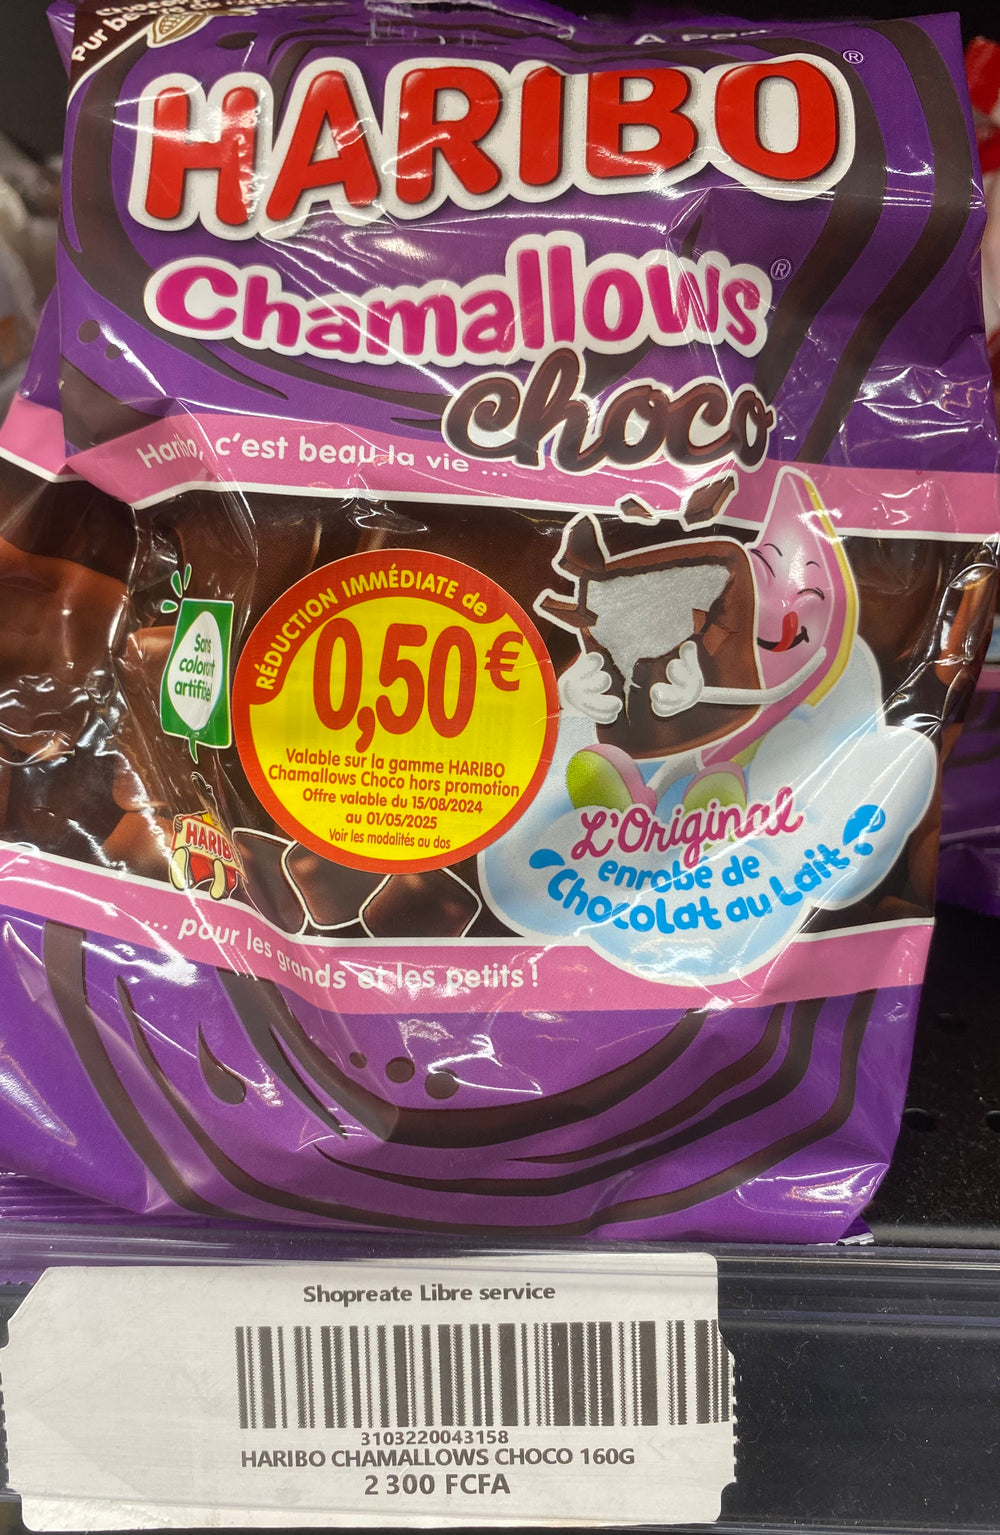 Pur be
HARIBO®
Chamallows®
choco
Haribo, c'est beau la vie ...
RÉDUCTION IMMÉDIATE de
0,50 €
Valable sur la gamme HARIBO
Chamallows Choco hors promotion
Offre valable du 15/08/2024
au 01/05/2025
Voir les modalités au dos
Sans
colorant
artificiel
HARIB
L'Original
enrobé de
Chocolat au Lait
... pour les grands et les petits !
Shopreate Libre service
3103220043158
HARIBO CHAMALLOWS CHOCO 160G
2 300 FCFA